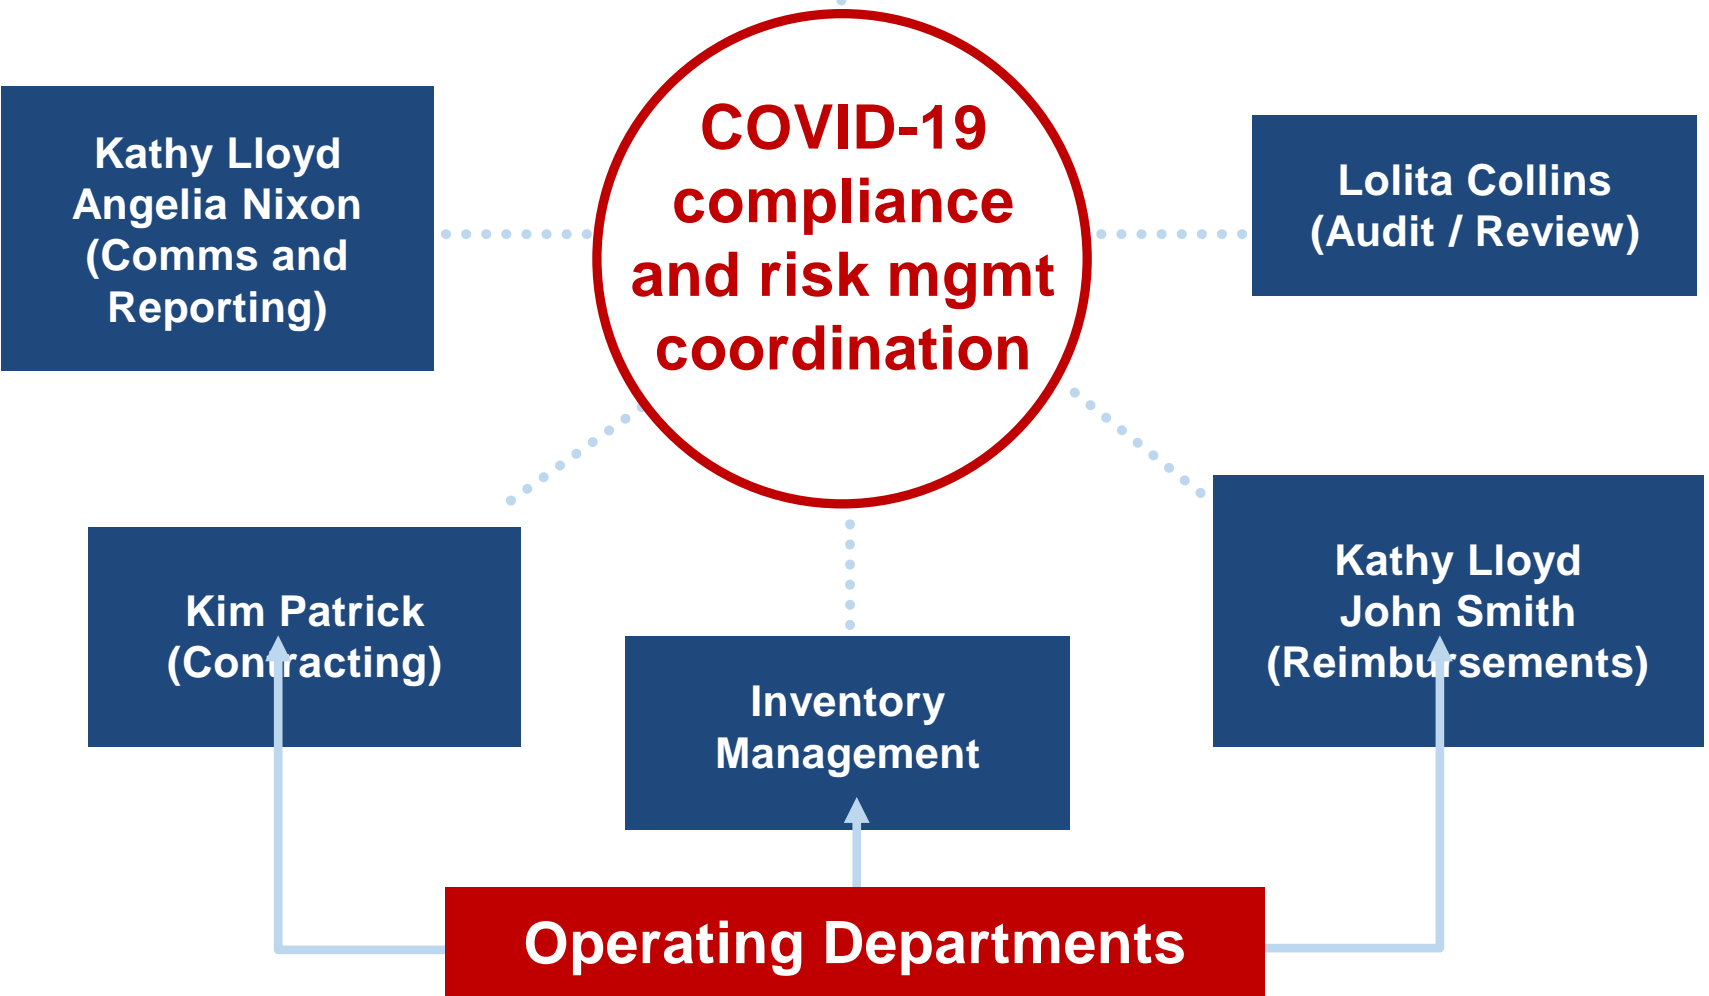 COVID-19
compliance
and risk mgmt
coordination
Kathy Lloyd
Angelia Nixon
(Comms and
Reporting)
Lolita Collins
(Audit / Review)
Kim Patrick
(Contracting)
Inventory
Management
Kathy Lloyd
John Smith
(Reimbursements)
Operating Departments